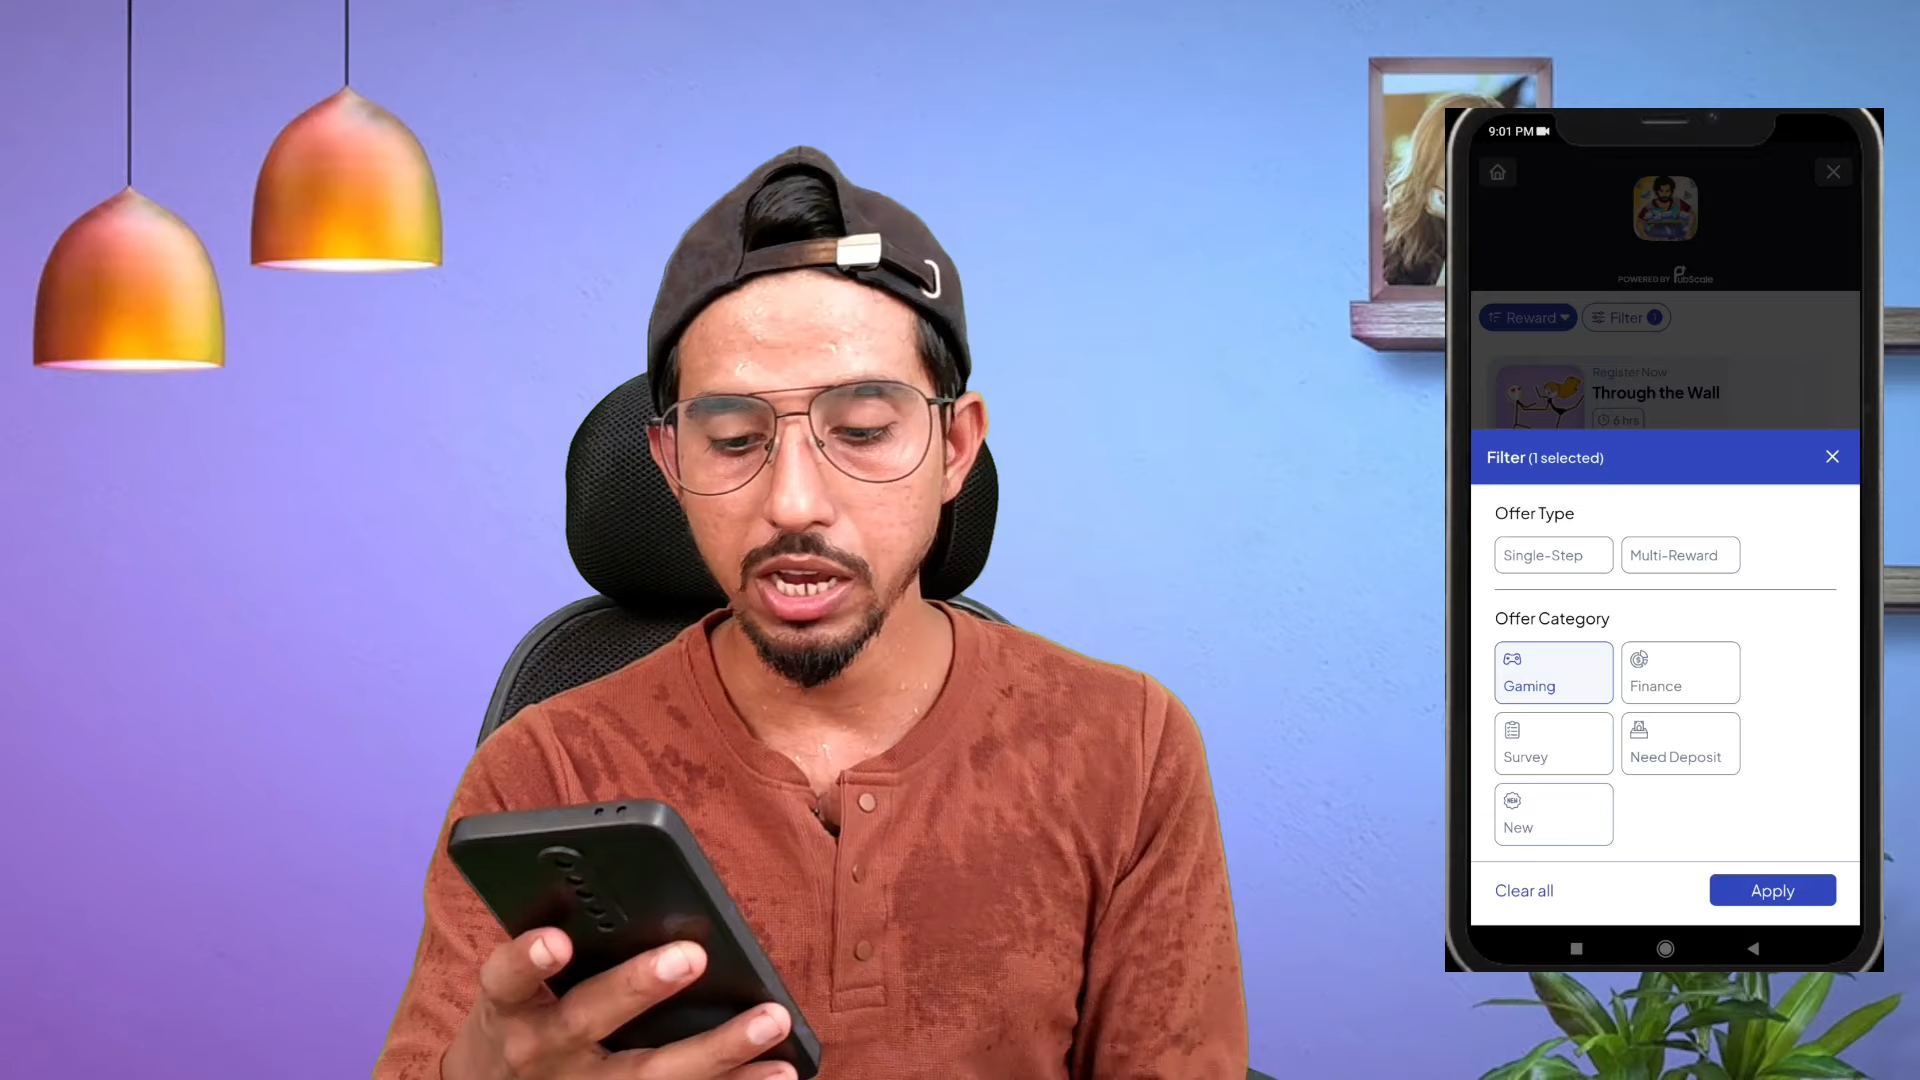 9:01 PM
POWERED BY PubScale
Reward
Filter 1
Register Now
Through the Wall
6 hrs
Filter (1 selected)
Offer Type
Single-Step
Multi-Reward
Offer Category
Gaming
Finance
Survey
Need Deposit
NEW
New
Clear all
Apply